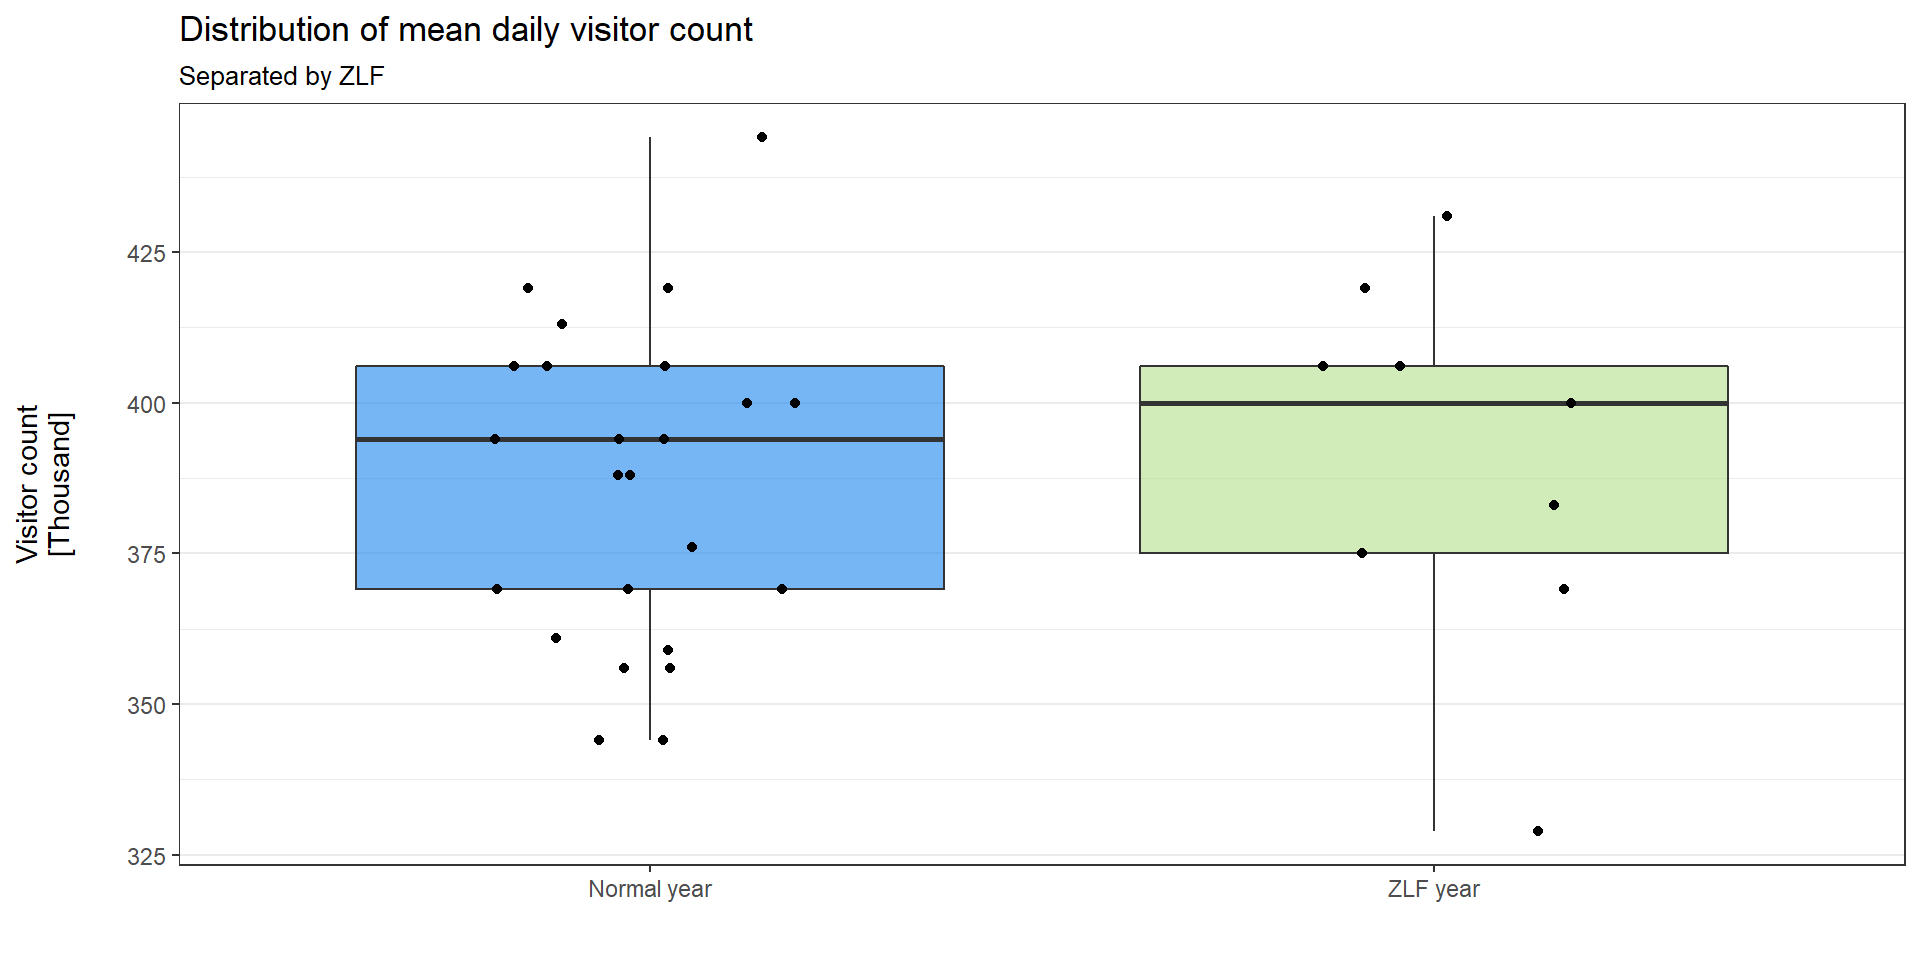 Distribution of mean daily visitor count
Separated by ZLF
Visitor count
[Thousand]
425
400
375
350
325
Normal year
ZLF year